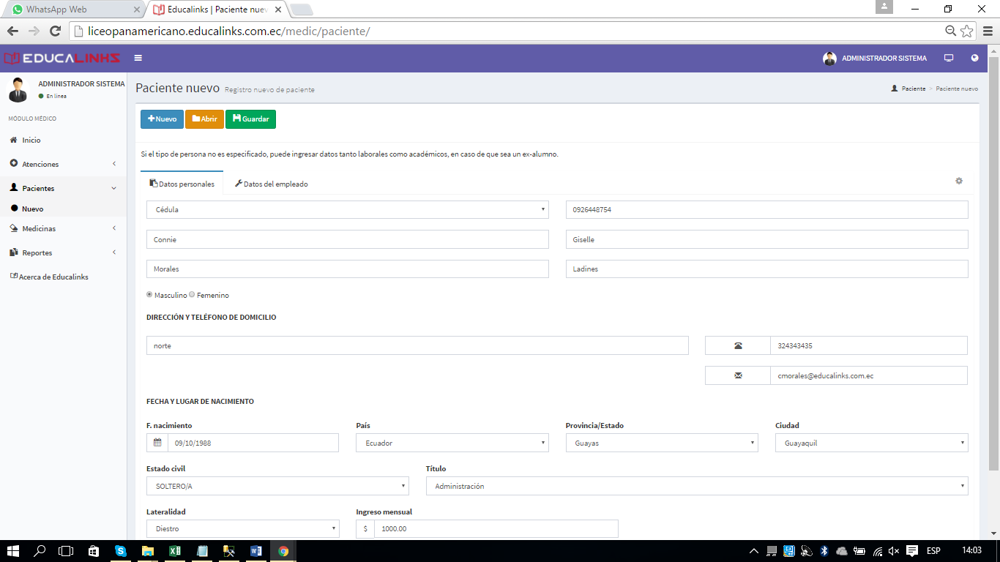 WhatsApp Web
Educalinks | Paciente nuev
liceopanamericano.educalinks.com.ec/medic/paciente/
EDUCALINKS
ADMINISTRADOR SISTEMA
ADMINISTRADOR SISTEMA
En línea
MÓDULO MÉDICO
Inicio
Atenciones
Pacientes
Nuevo
Medicinas
Reportes
Acerca de Educalinks
Paciente nuevo Registro nuevo de paciente
Paciente > Paciente nuevo
Nuevo Abrir Guardar
Si el tipo de persona no es especificado, puede ingresar datos tanto laborales como académicos, en caso de que sea un ex-alumno.
Datos personales Datos del empleado
Cédula 0926448754
Connie Giselle
Morales Ladines
Masculino Femenino
DIRECCIÓN Y TELÉFONO DE DOMICILIO
norte 324343435
cmorales@educalinks.com.ec
FECHA Y LUGAR DE NACIMIENTO
F. nacimiento País Provincia/Estado Ciudad
09/10/1988 Ecuador Guayas Guayaquil
Estado civil Título
SOLTERO/A Administración
Lateralidad Ingreso mensual
Diestro $ 1000.00
ESP 14:03